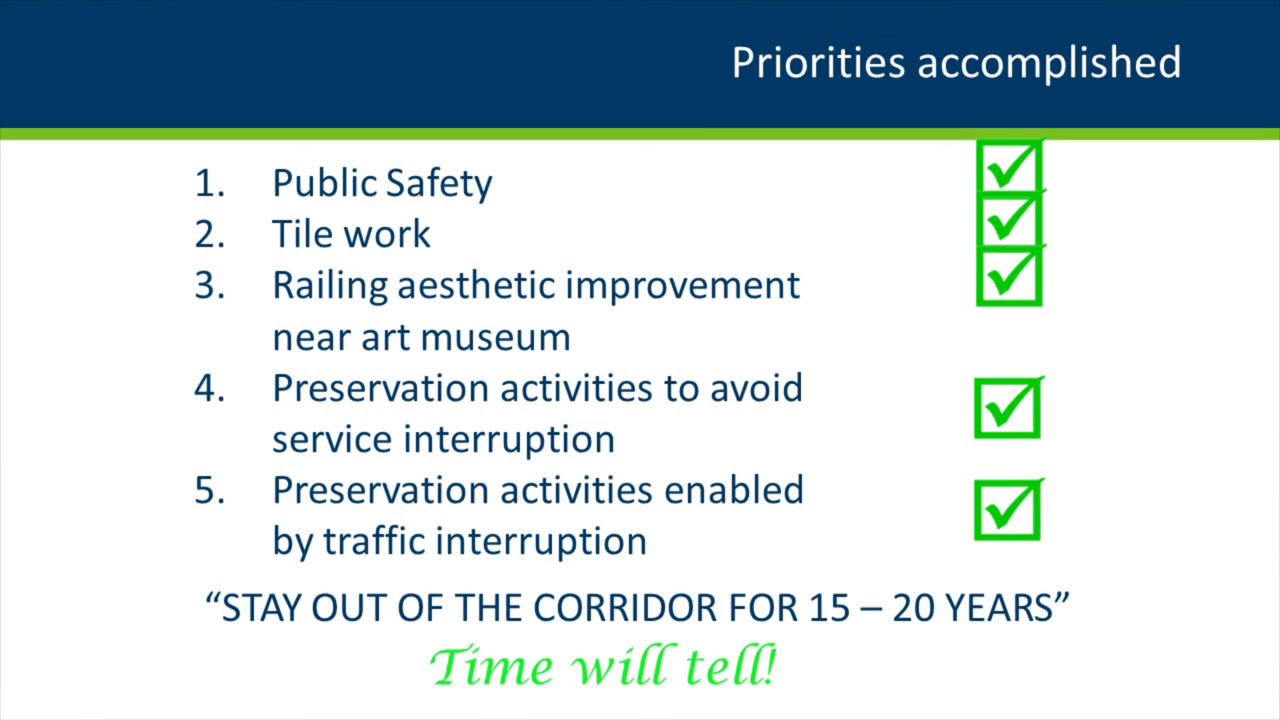 Priorities accomplished
1. Public Safety
2. Tile work
3. Railing aesthetic improvement
near art museum
4. Preservation activities to avoid
service interruption
5. Preservation activities enabled
by traffic interruption
“STAY OUT OF THE CORRIDOR FOR 15 – 20 YEARS”
Time will tell!